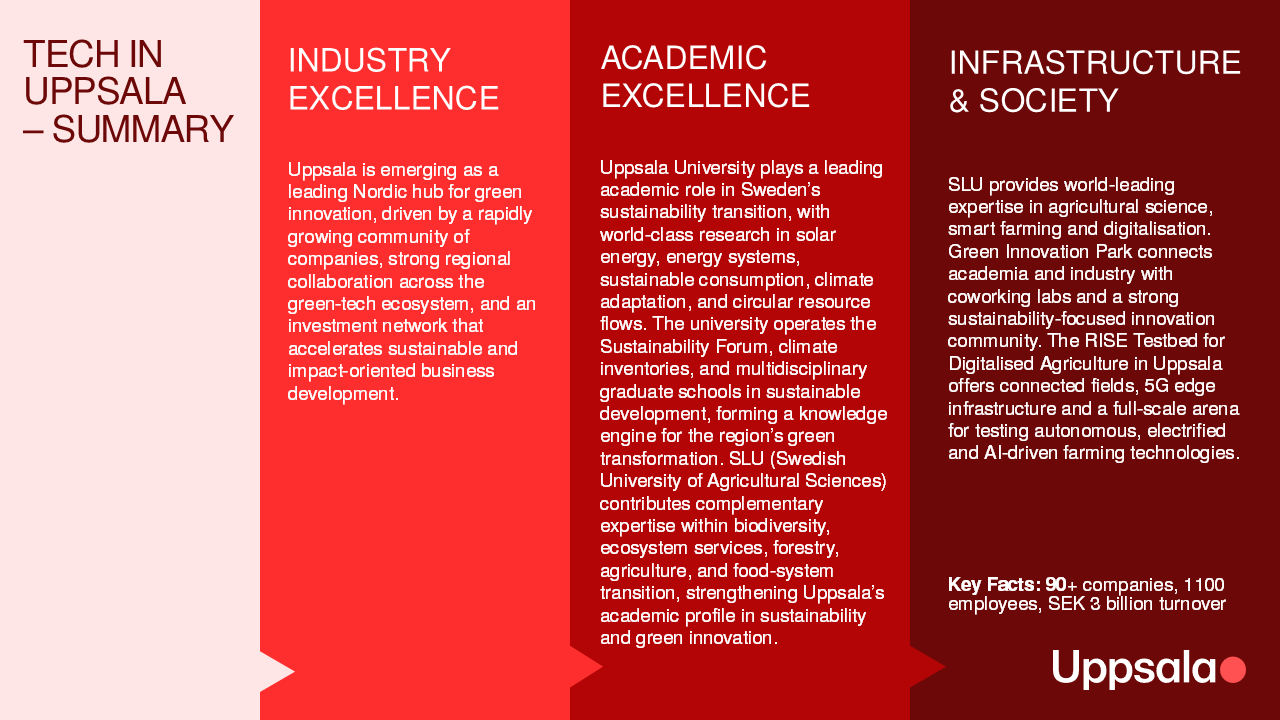 TECH IN
UPPSALA
– SUMMARY
INDUSTRY
EXCELLENCE
Uppsala is emerging as a
leading Nordic hub for green
innovation, driven by a rapidly
growing community of
companies, strong regional
collaboration across the
green-tech ecosystem, and an
investment network that
accelerates sustainable and
impact-oriented business
development.
ACADEMIC
EXCELLENCE
Uppsala University plays a leading
academic role in Sweden’s
sustainability transition, with
world-class research in solar
energy, energy systems,
sustainable consumption, climate
adaptation, and circular resource
flows. The university operates the
Sustainability Forum, climate
inventories, and multidisciplinary
graduate schools in sustainable
development, forming a knowledge
engine for the region’s green
transformation. SLU (Swedish
University of Agricultural Sciences)
contributes complementary
expertise within biodiversity,
ecosystem services, forestry,
agriculture, and food-system
transition, strengthening Uppsala’s
academic profile in sustainability
and green innovation.
INFRASTRUCTURE
& SOCIETY
SLU provides world-leading
expertise in agricultural science,
smart farming and digitalisation.
Green Innovation Park connects
academia and industry with
coworking labs and a strong
sustainability-focused innovation
community. The RISE Testbed for
Digitalised Agriculture in Uppsala
offers connected fields, 5G edge
infrastructure and a full-scale arena
for testing autonomous, electrified
and AI-driven farming technologies.
Key Facts: 90+ companies, 1100
employees, SEK 3 billion turnover
Uppsala